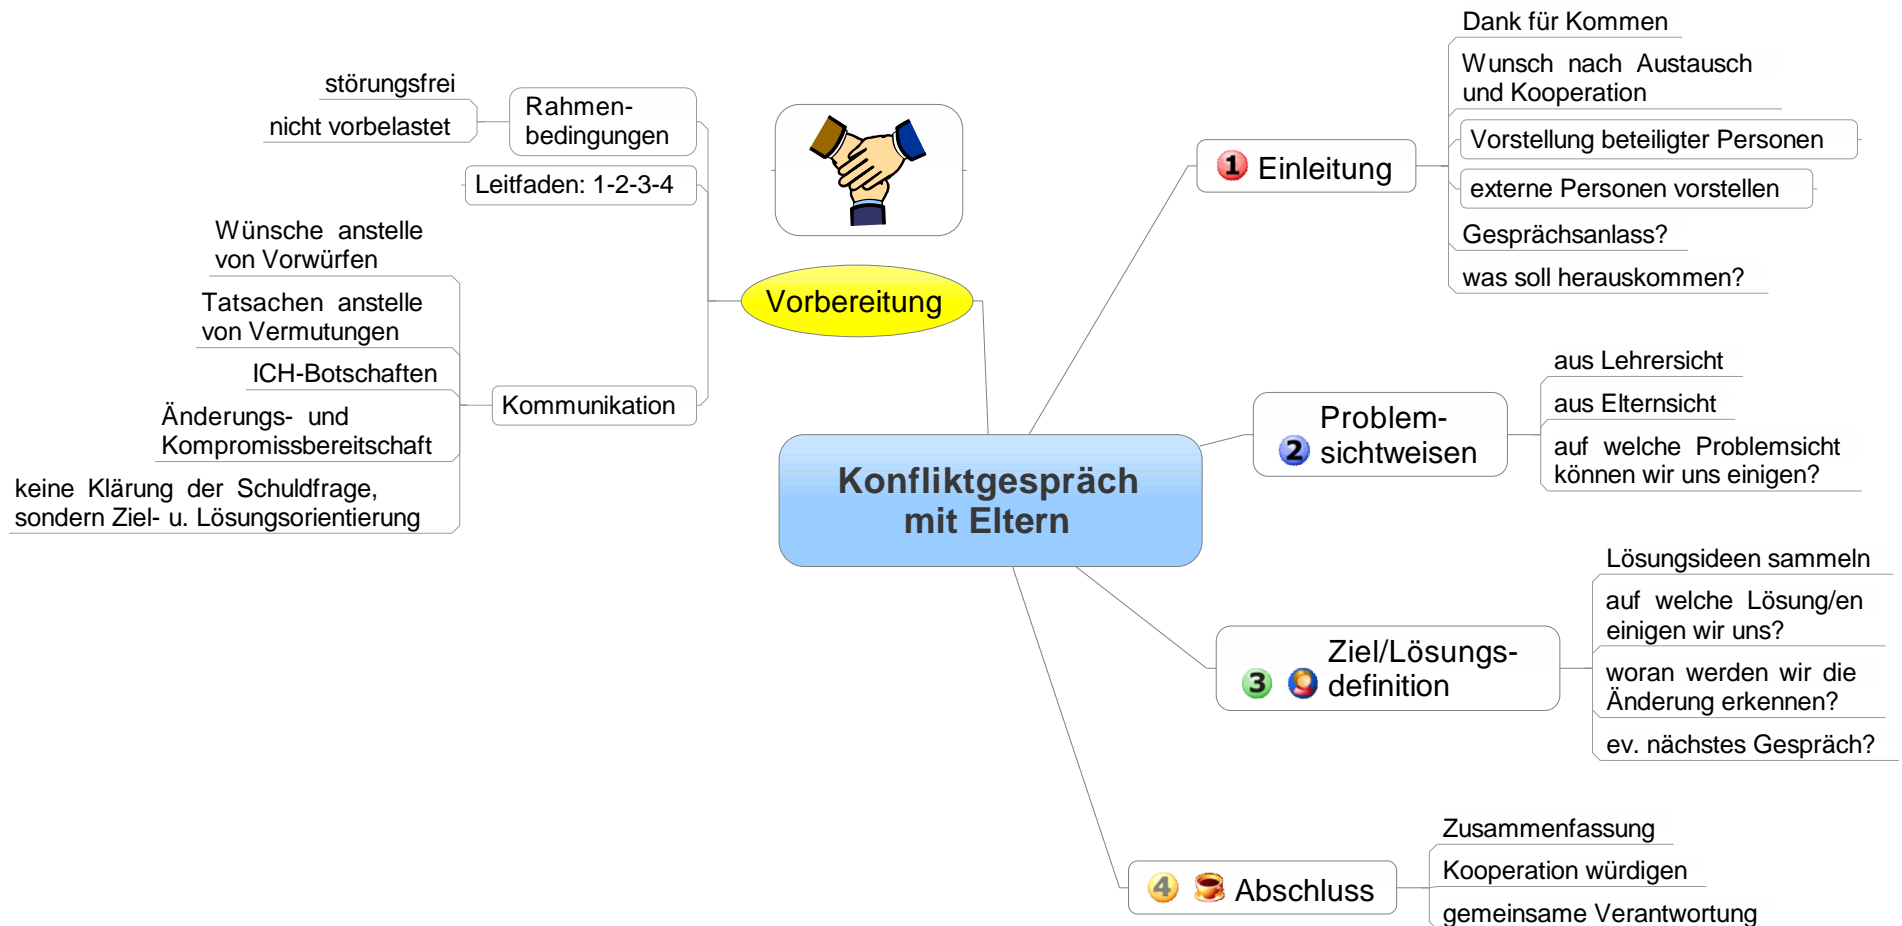 Konfliktgespräch
mit Eltern
Vorbereitung
Rahmen-
bedingungen
störungsfrei
nicht vorbelastet
Leitfaden: 1-2-3-4
Kommunikation
Wünsche anstelle
von Vorwürfen
Tatsachen anstelle
von Vermutungen
ICH-Botschaften
Änderungs- und
Kompromissbereitschaft
keine Klärung der Schuldfrage,
sondern Ziel- u. Lösungsorientierung
1 Einleitung
Dank für Kommen
Wunsch nach Austausch
und Kooperation
Vorstellung beteiligter Personen
externe Personen vorstellen
Gesprächsanlass?
was soll herauskommen?
Problem-
2 sichtweisen
aus Lehrersicht
aus Elternsicht
auf welche Problemsicht
können wir uns einigen?
Ziel/Lösungs-
3 definition
Lösungsideen sammeln
auf welche Lösung/en
einigen wir uns?
woran werden wir die
Änderung erkennen?
ev. nächstes Gespräch?
4 Abschluss
Zusammenfassung
Kooperation würdigen
gemeinsame Verantwortung